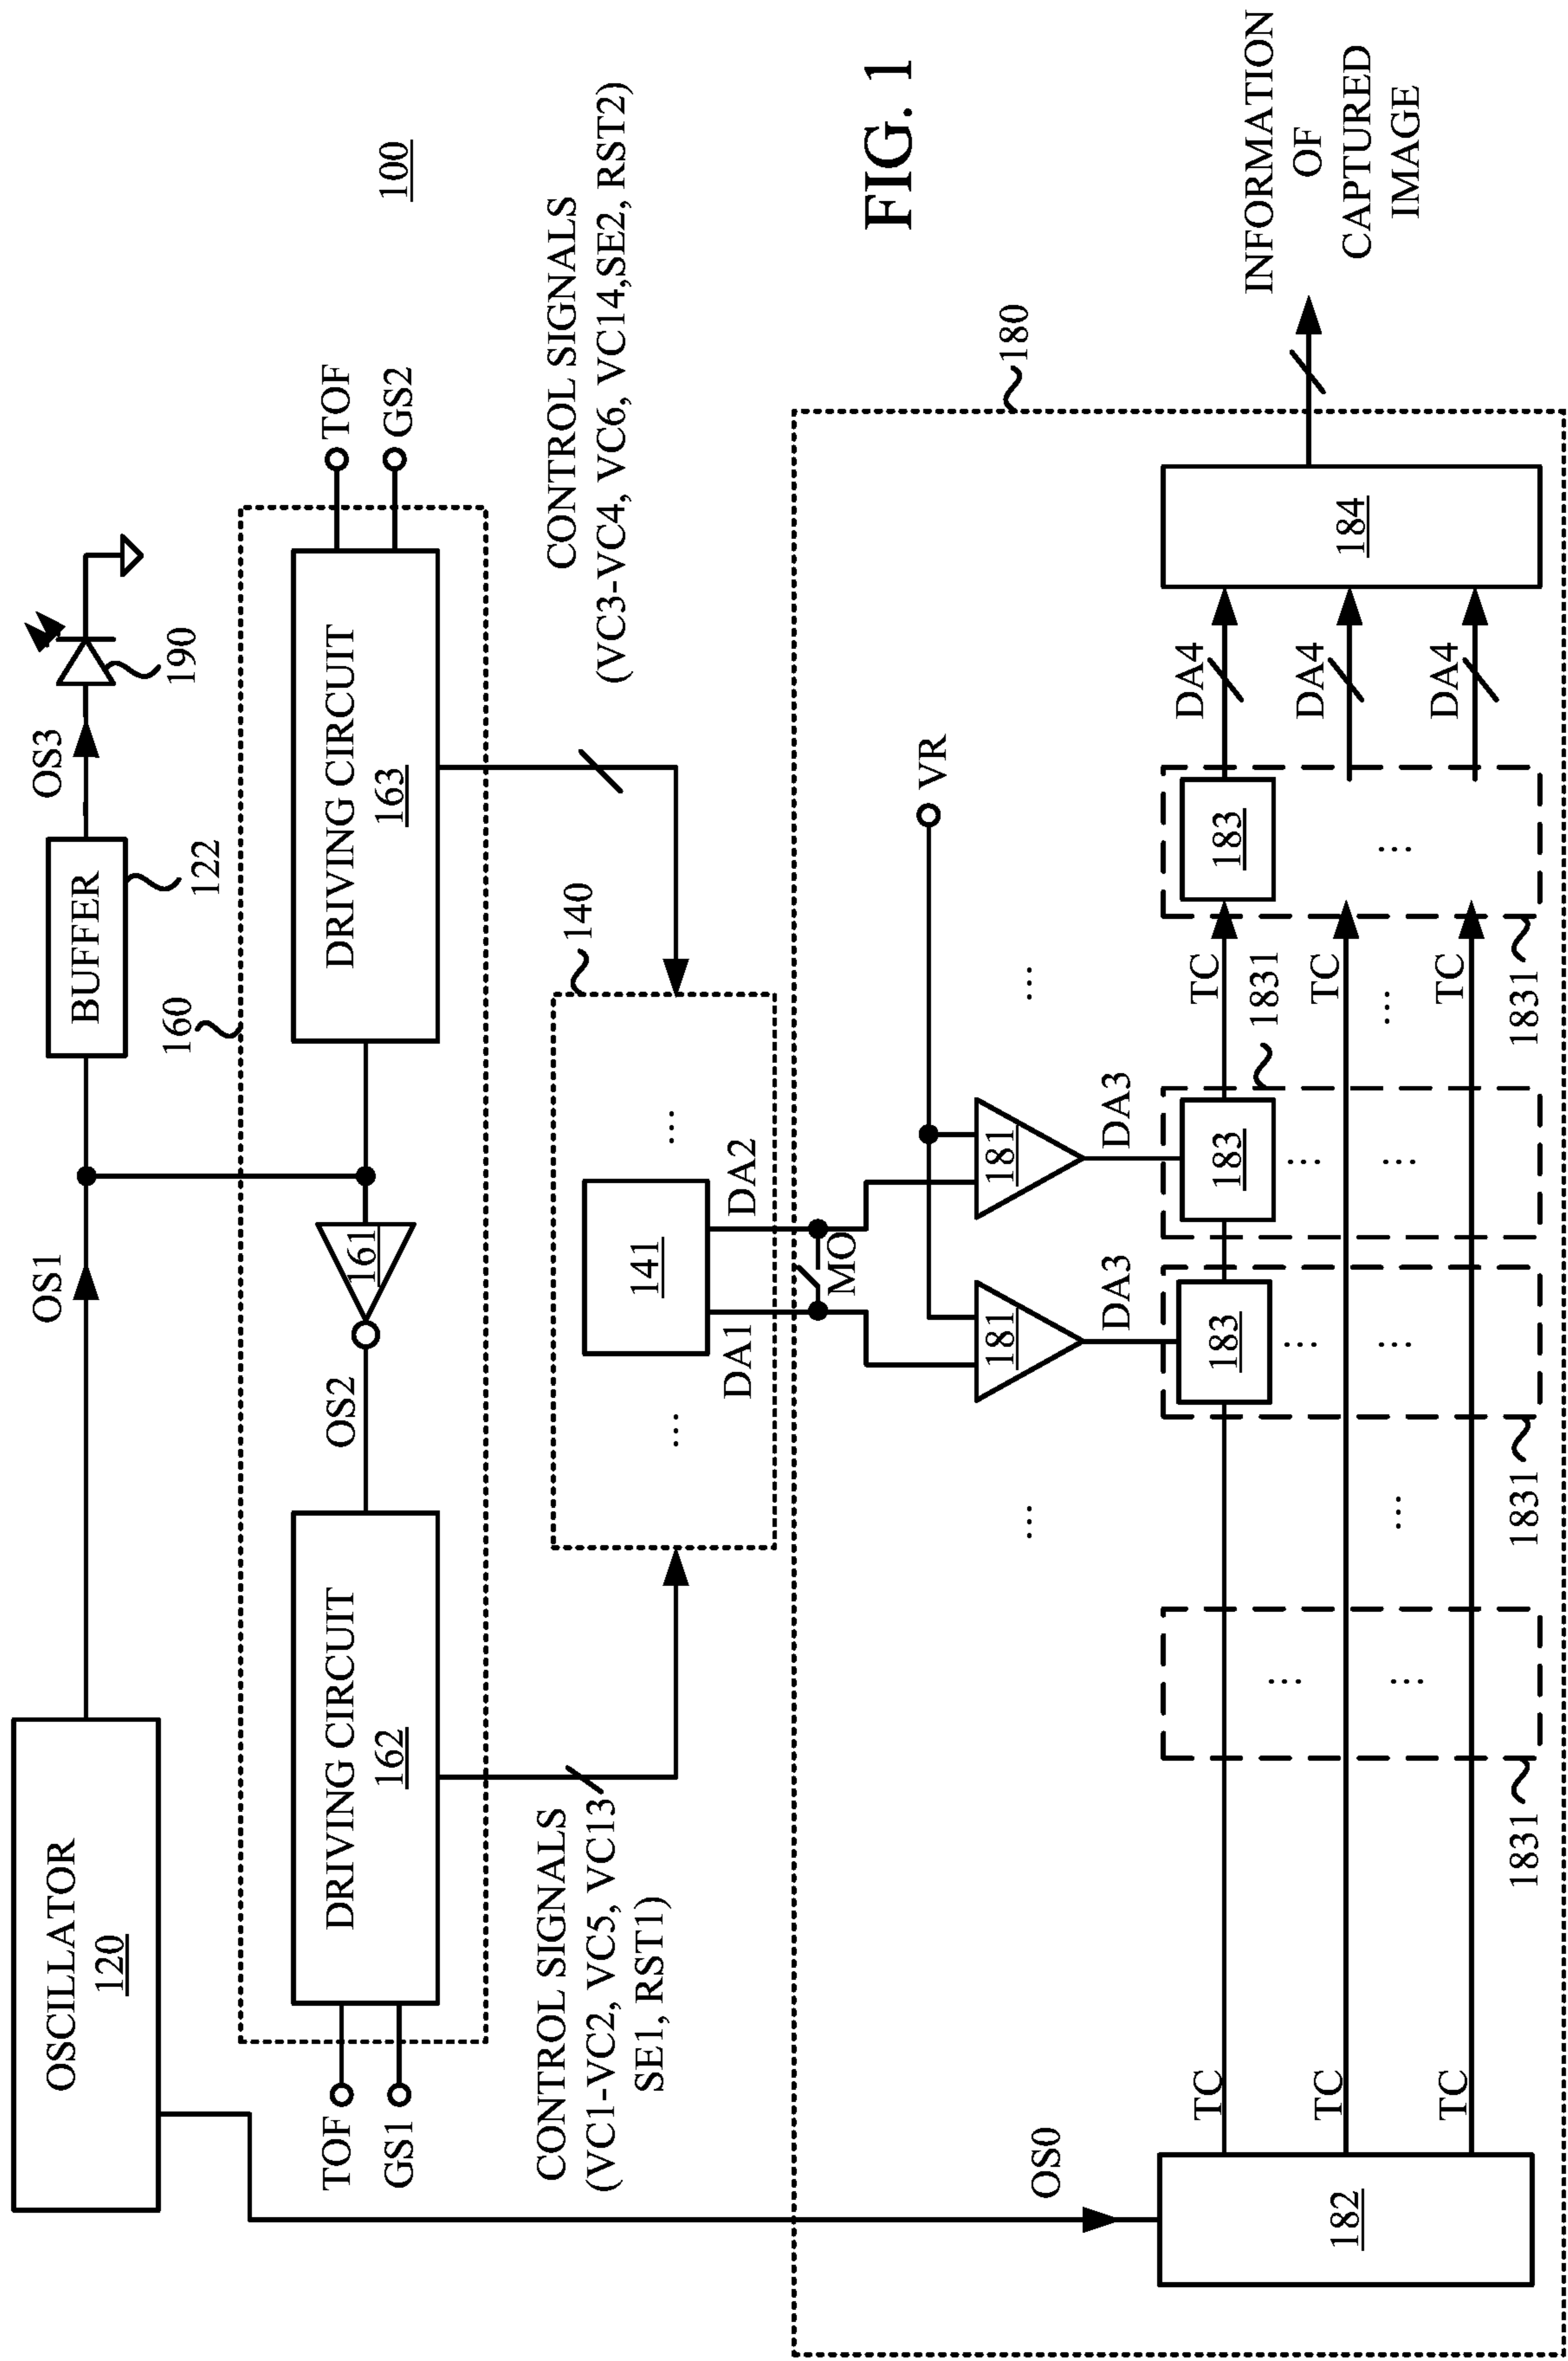 OSCILLATOR
120
OS1
BUFFER
122
OS3
190
100
160
TOF
GS1
DRIVING CIRCUIT
162
OS2
161
DRIVING CIRCUIT
163
TOF
GS2
CONTROL SIGNALS
(VC1-VC2, VC5, VC13
SE1, RST1)
CONTROL SIGNALS
(VC3-VC4, VC6, VC14,SE2, RST2)
140
...
141
...
DA1
DA2
MO
180
FIG. 1
VR
181
181
...
...
DA3
DA3
OS0
182
TC
TC
TC
...
...
1831
...
183
...
...
1831
183
...
...
1831
TC
TC
...
TC
183
...
1831
DA4
DA4
DA4
184
INFORMATION
OF
CAPTURED
IMAGE